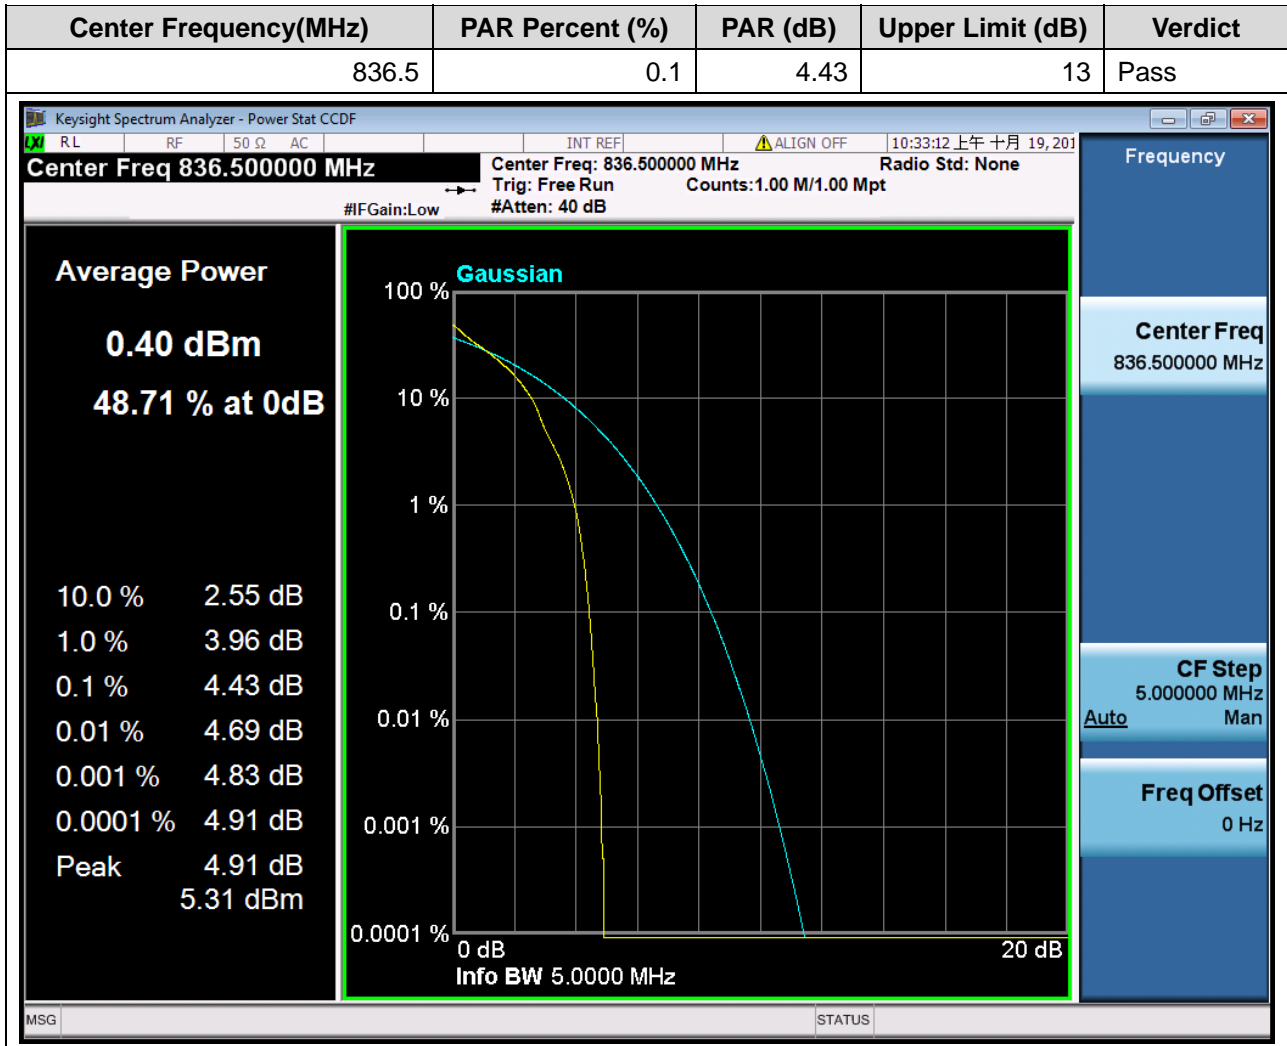 Center Frequency(MHz) PAR Percent (%) PAR (dB) Upper Limit (dB) Verdict
836.5 0.1 4.43 13 Pass
Keysight Spectrum Analyzer - Power Stat CCDF
LXI RL RF 50 Ω AC INT REF ALIGN OFF 10:33:12 上午 十月 19, 201
Center Freq 836.500000 MHz
Center Freq: 836.500000 MHz Radio Std: None
Trig: Free Run Counts:1.00 M/1.00 Mpt
#IFGain:Low #Atten: 40 dB
Average Power
0.40 dBm
48.71 % at 0dB
10.0 % 2.55 dB
1.0 % 3.96 dB
0.1 % 4.43 dB
0.01 % 4.69 dB
0.001 % 4.83 dB
0.0001 % 4.91 dB
Peak 4.91 dB
5.31 dBm
Gaussian
100 %
10 %
1 %
0.1 %
0.01 %
0.001 %
0.0001 %
0 dB 20 dB
Info BW 5.0000 MHz
Frequency
Center Freq
836.500000 MHz
CF Step
5.000000 MHz
Auto Man
Freq Offset
0 Hz
MSG STATUS